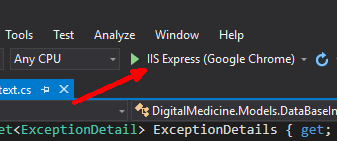 Tools Test Analyze Window Help
Any CPU IIS Express (Google Chrome)
text.cs
DigitalMedicine.Models.DataBaseIn
et<ExceptionDetail> ExceptionDetails { get;